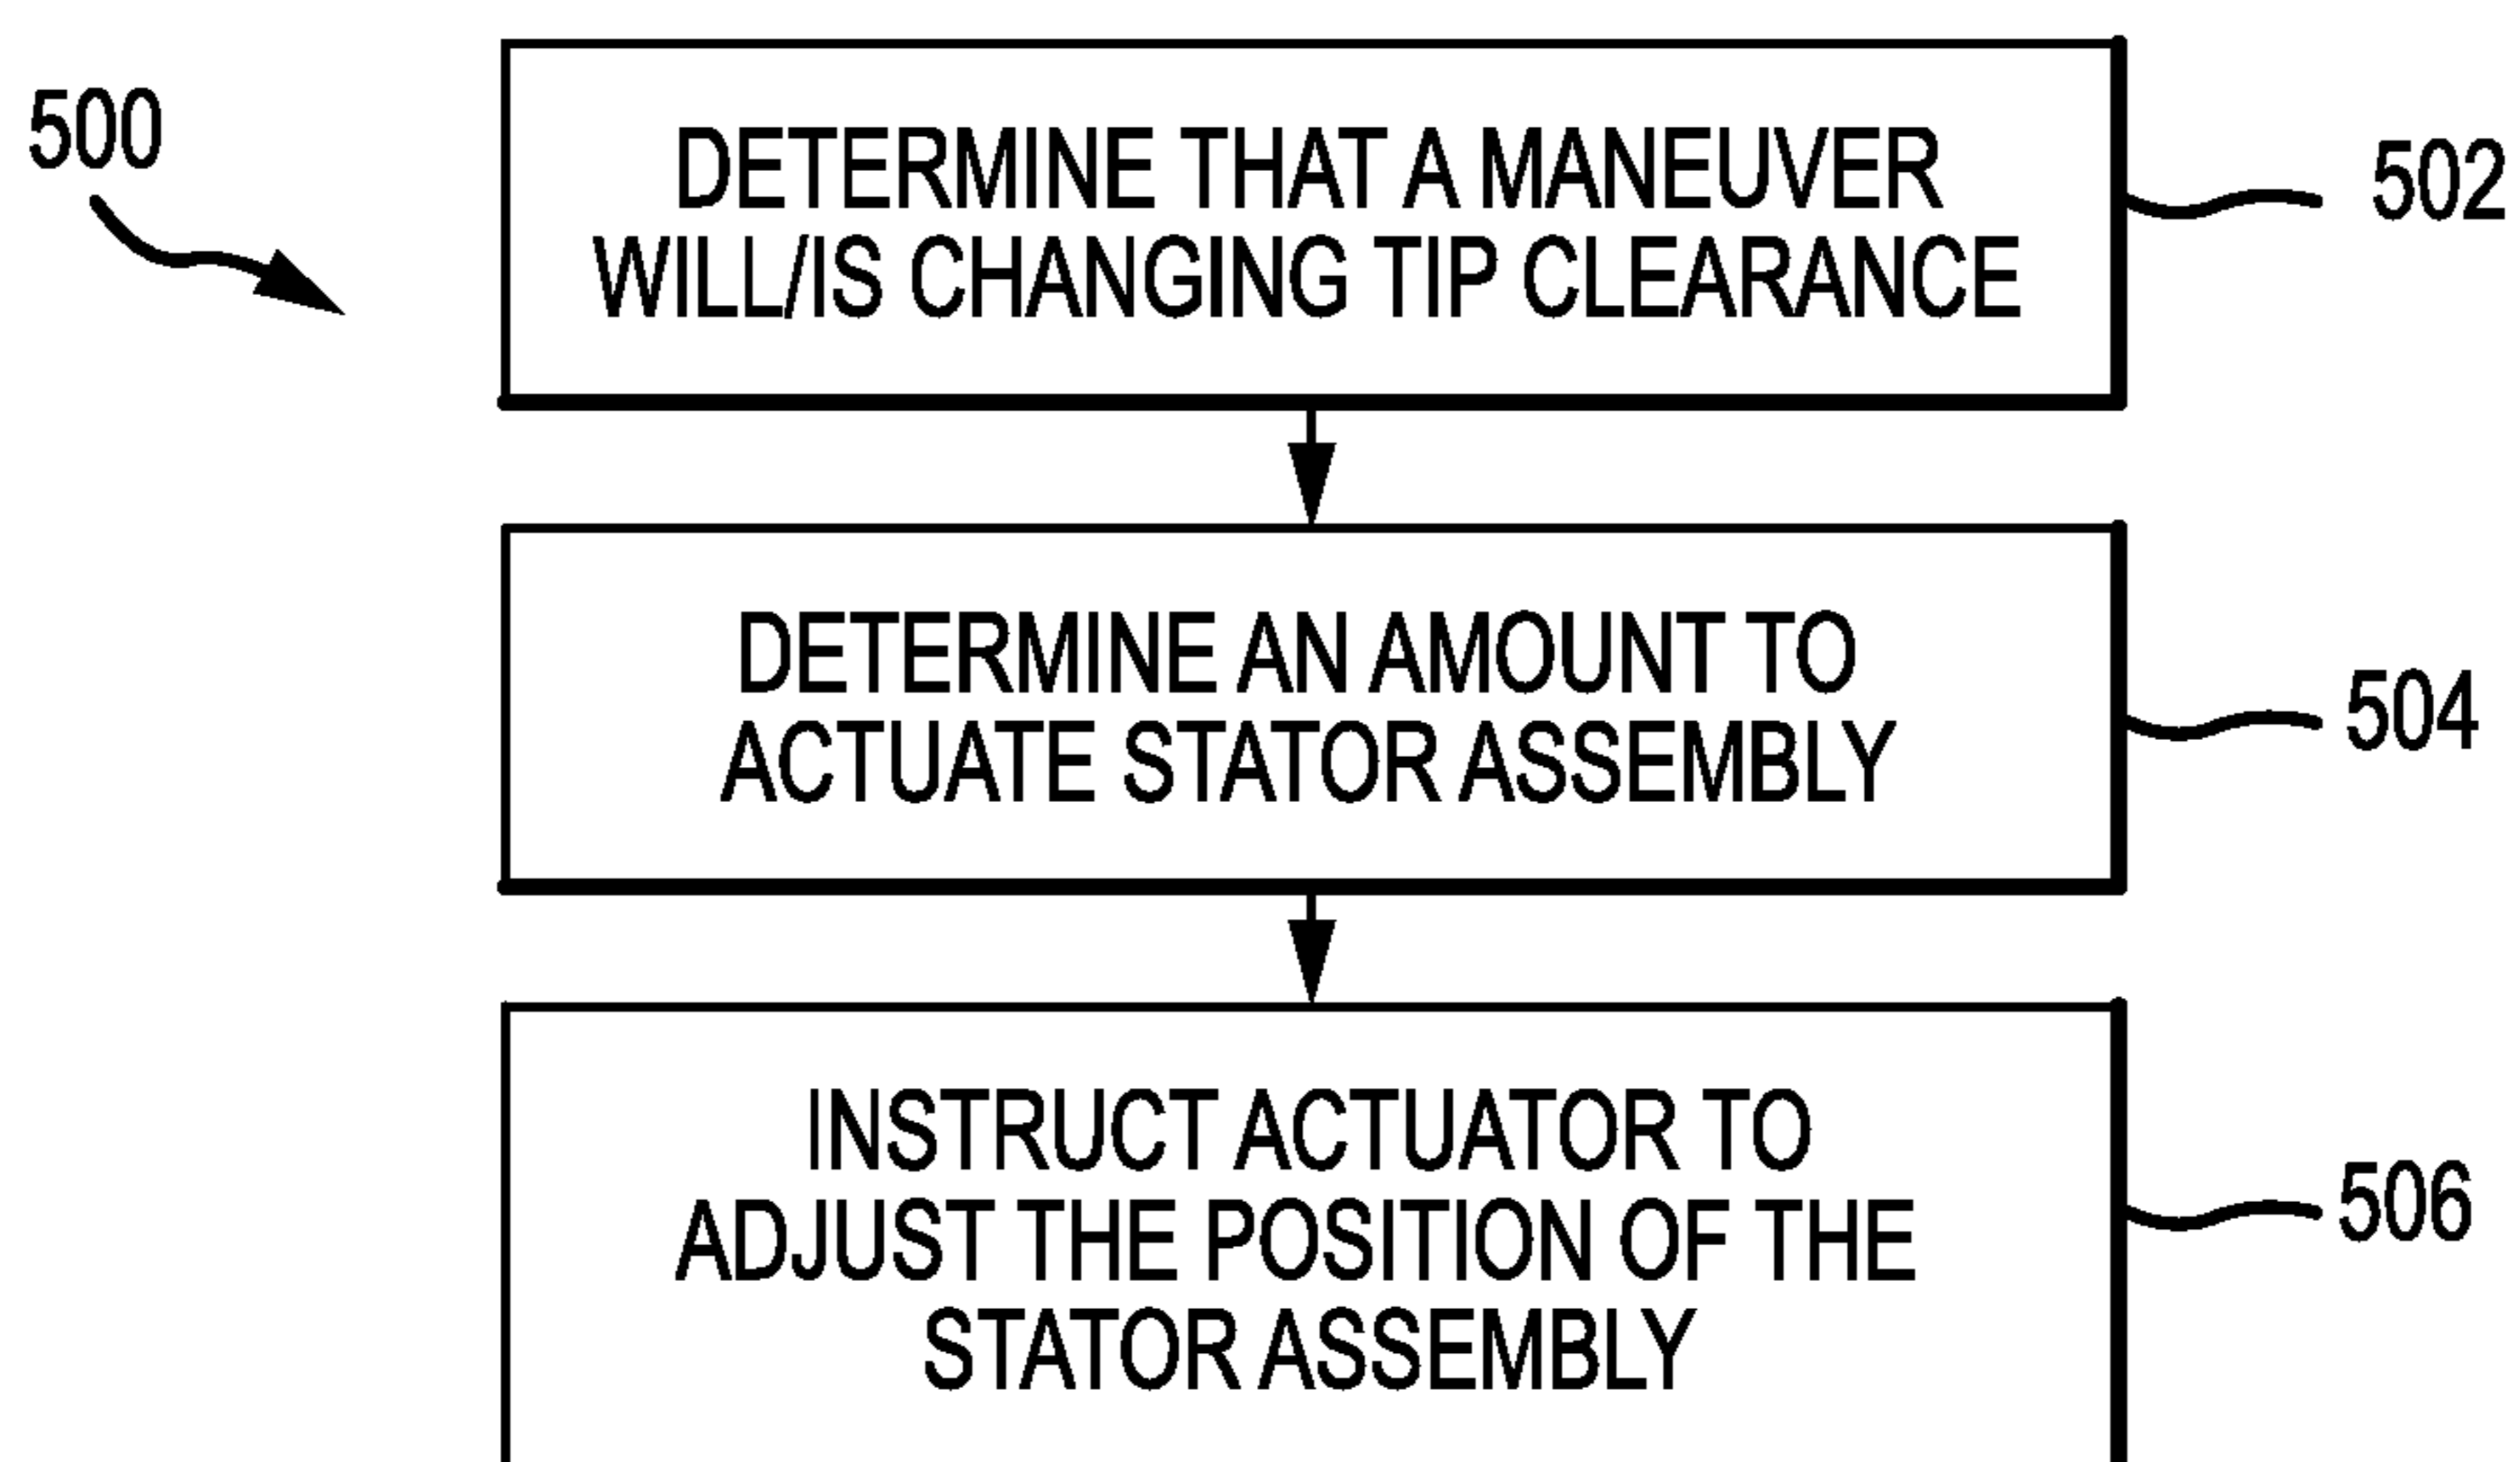 500
DETERMINE THAT A MANEUVER
WILL/IS CHANGING TIP CLEARANCE
502
DETERMINE AN AMOUNT TO
ACTUATE STATOR ASSEMBLY
504
INSTRUCT ACTUATOR TO
ADJUST THE POSITION OF THE
STATOR ASSEMBLY
506